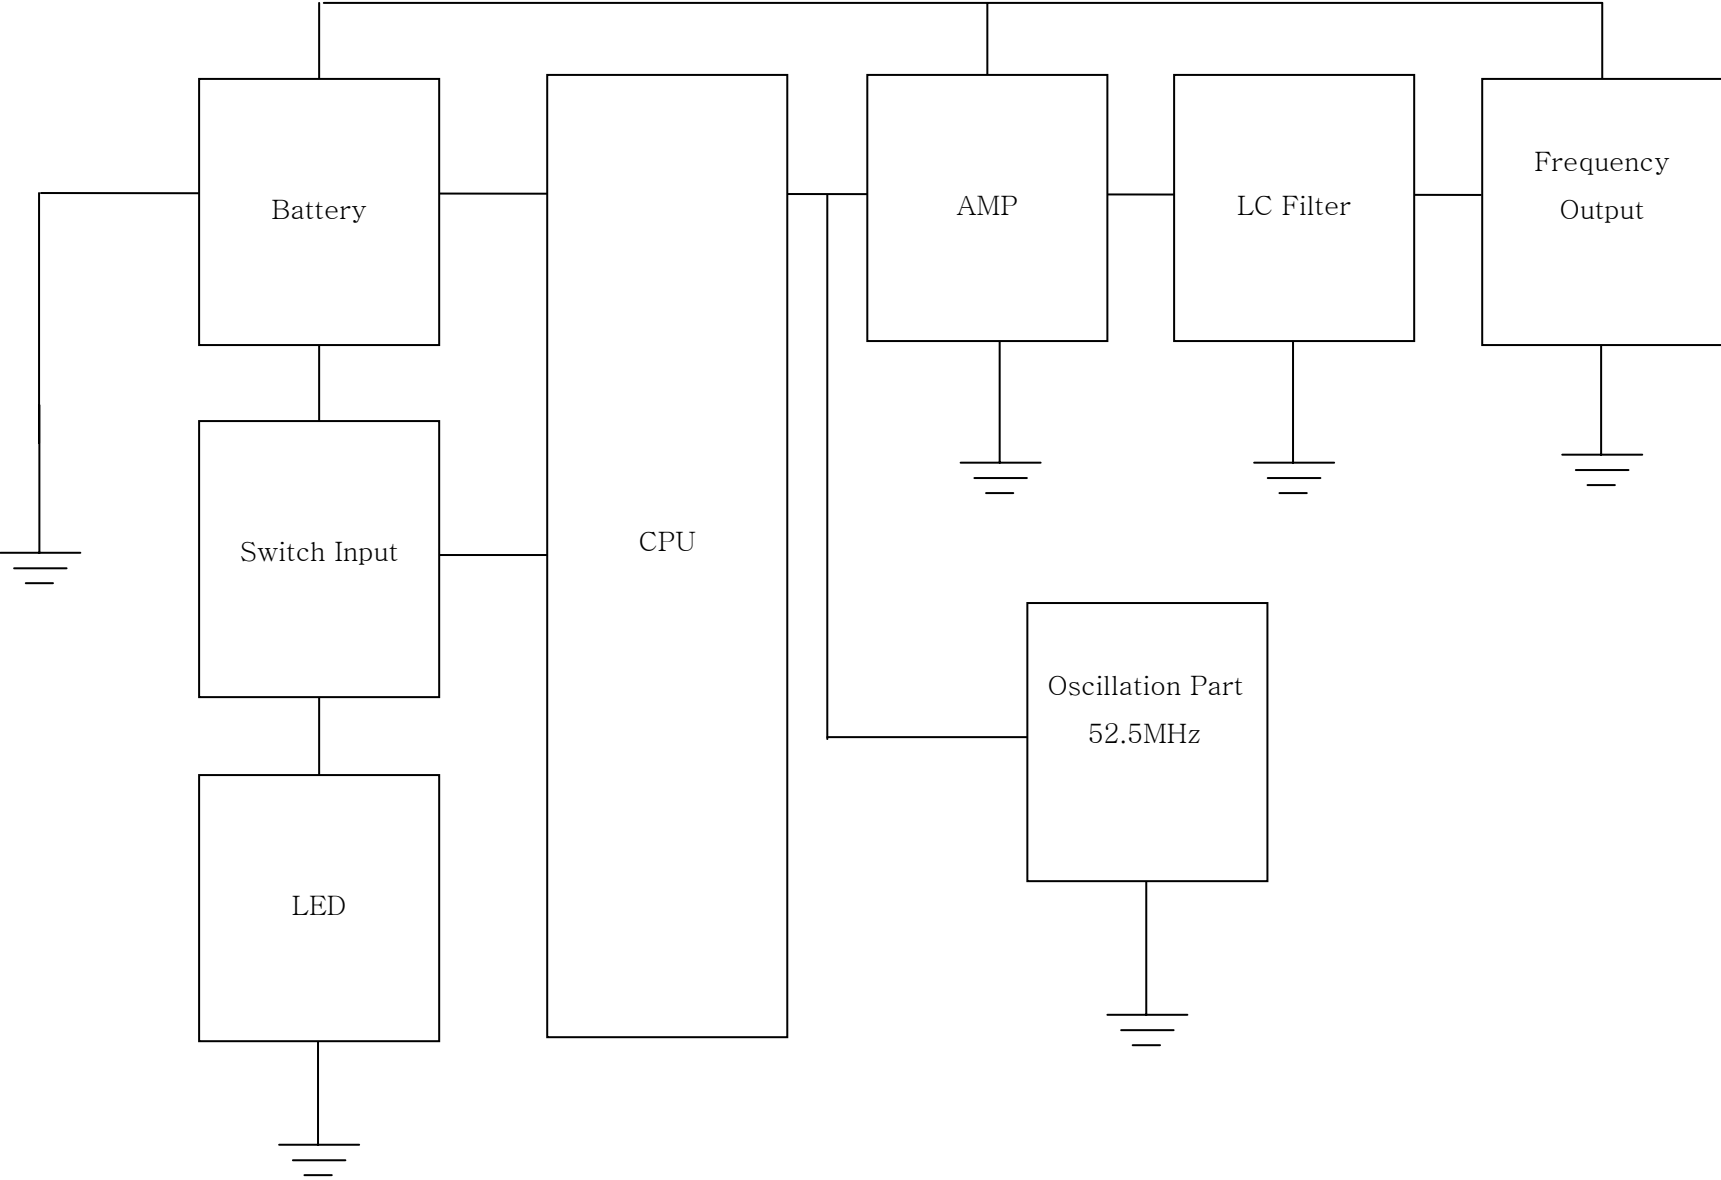 Battery
AMP
LC Filter
Frequency
Output
Switch Input
CPU
Oscillation Part
52.5MHz
LED